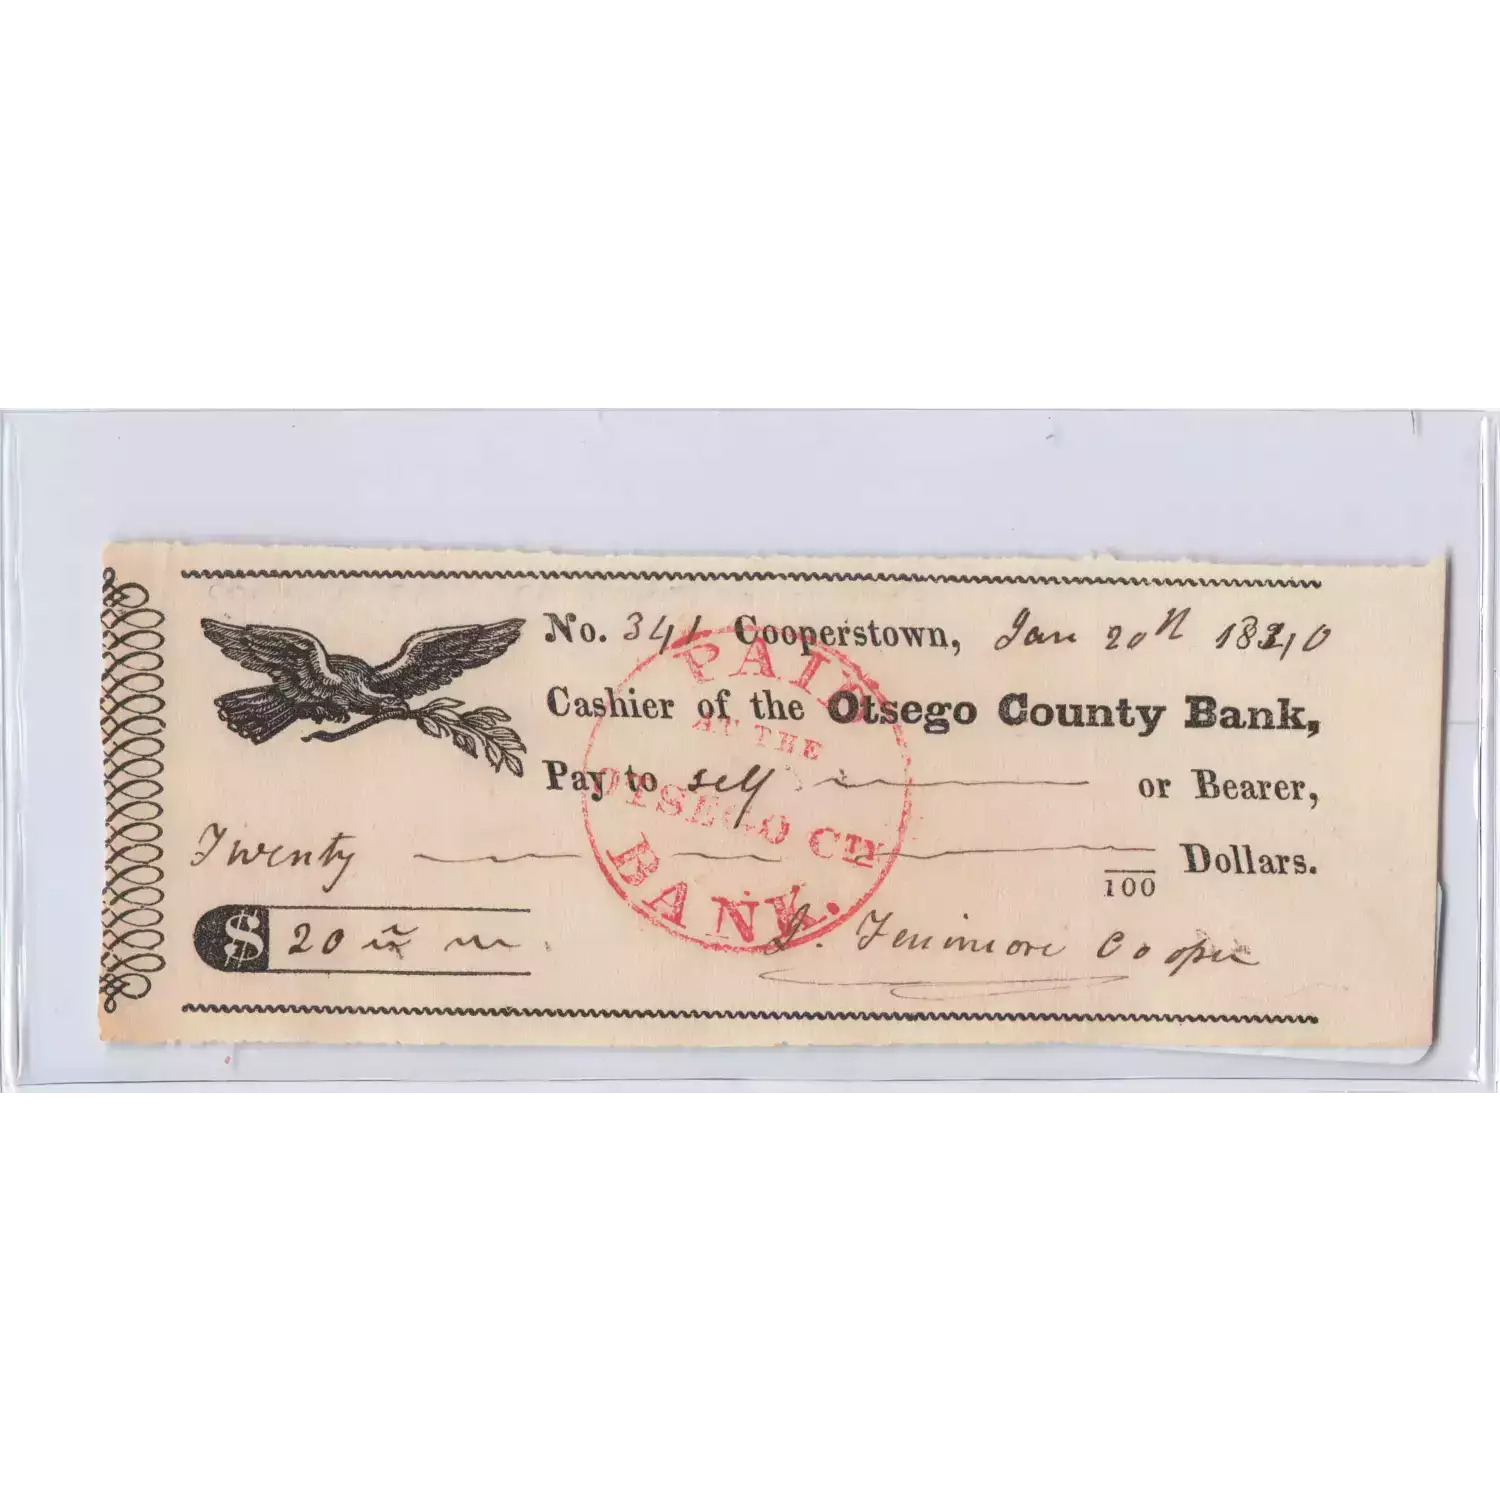 No. 341 Cooperstown, Jan 20th 1840
Cashier of the Otsego County Bank,
Pay to self or Bearer,
Twenty /100 Dollars.
$ 20
J. Fenimore Cooper
PAID
AT THE
OTSEGO CTY
BANK.